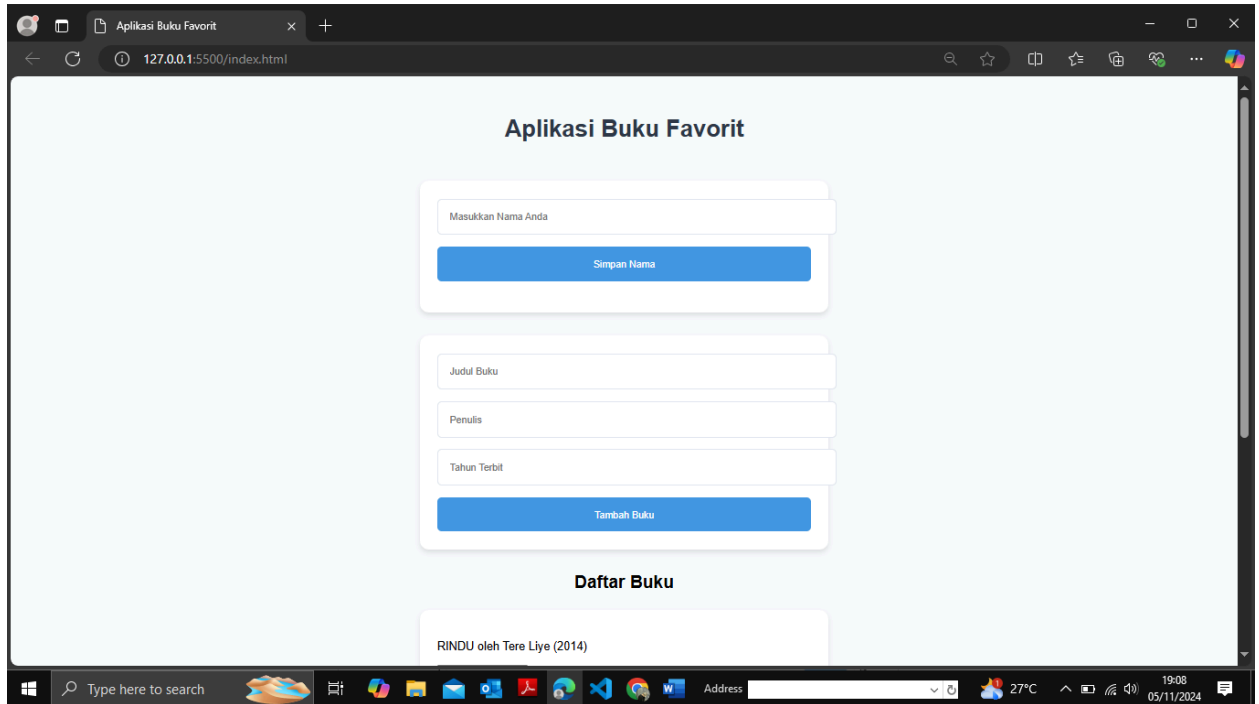 Aplikasi Buku Favorit
127.0.0.1:5500/index.html
Aplikasi Buku Favorit
Masukkan Nama Anda
Simpan Nama
Judul Buku
Penulis
Tahun Terbit
Tambah Buku
Daftar Buku
RINDU oleh Tere Liye (2014)
Type here to search
Address
1
27°C
19:08
05/11/2024